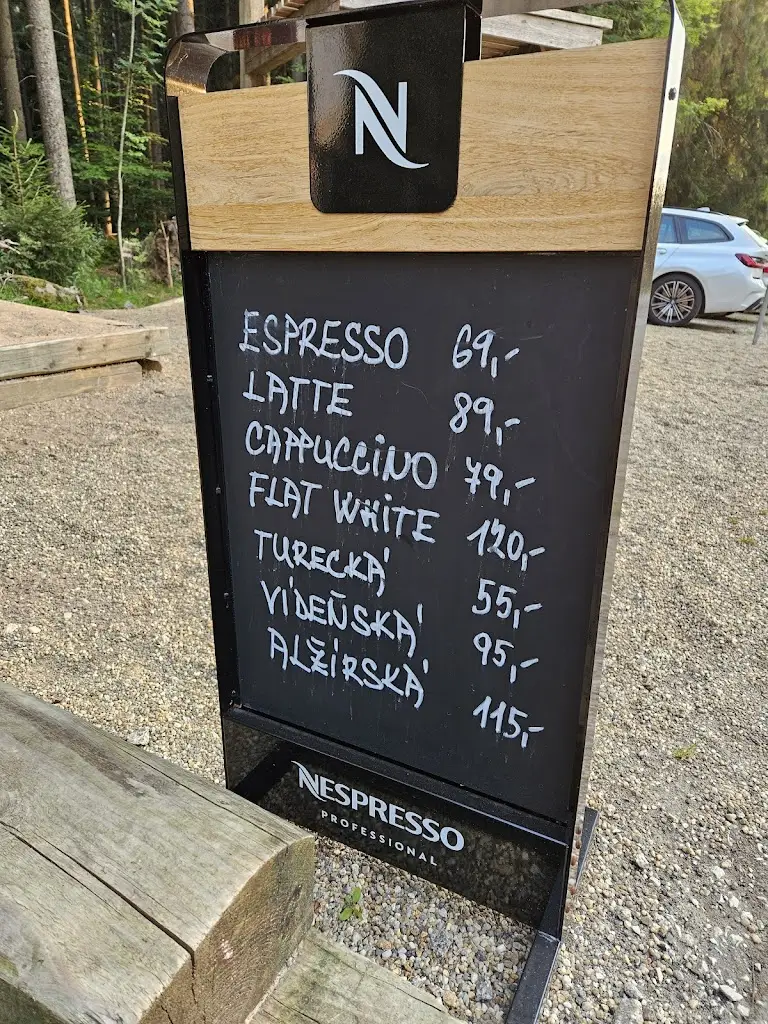 N
ESPRESSO 69,-
LATTE 89,-
CAPPUCCINO 79,-
FLAT WHITE 120,-
TURECKÁ 55,-
VÍDEŇSKÁ 95,-
ALŽÍRSKÁ 115,-
NESPRESSO
PROFESSIONAL